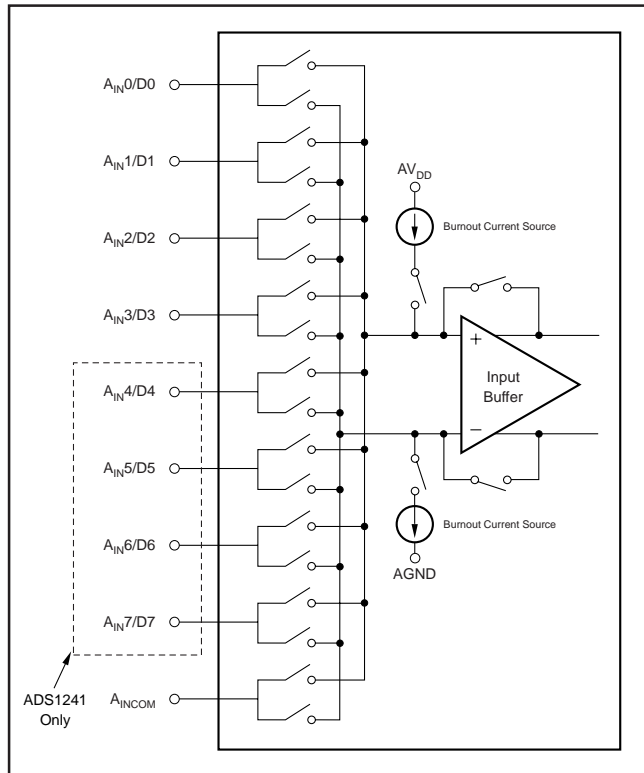 AIN0/D0
AIN1/D1
AVDD
Burnout Current Source
AIN2/D2
AIN3/D3
+
Input
Buffer
AIN4/D4
−
AIN5/D5
Burnout Current Source
AIN6/D6
AGND
AIN7/D7
ADS1241
Only
AINCOM